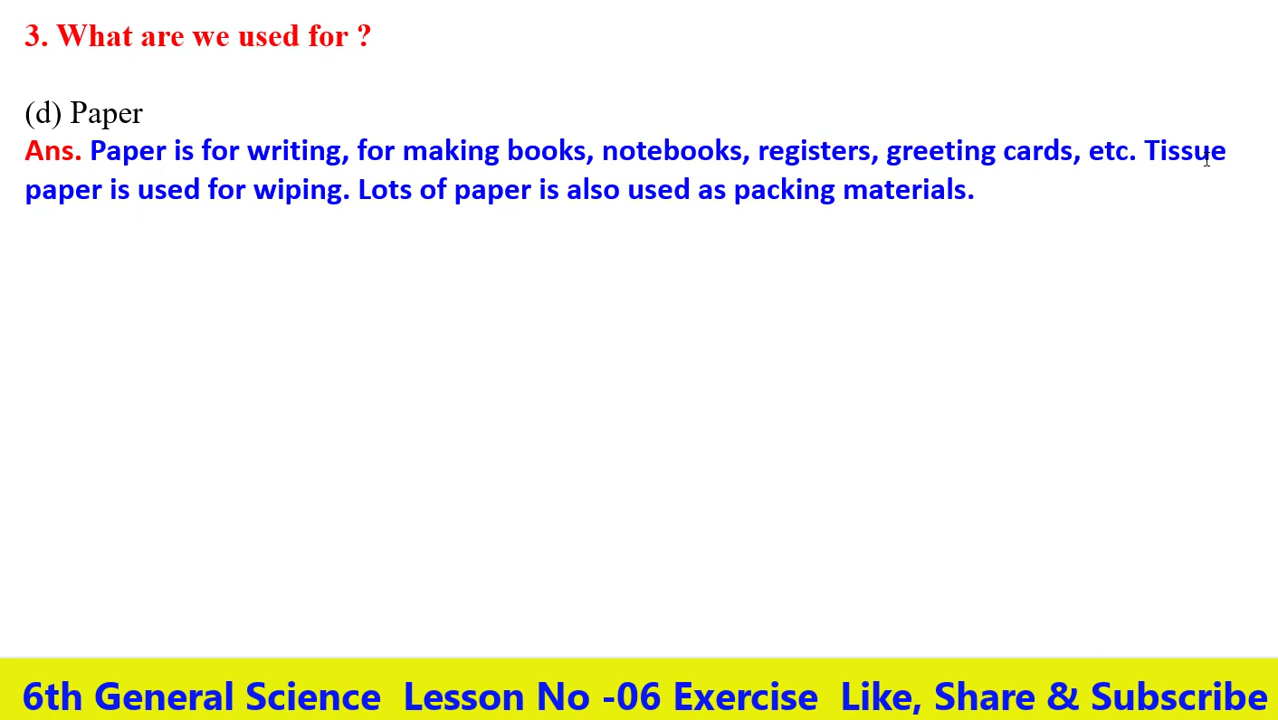 3. What are we used for ?
(d) Paper
Ans. Paper is for writing, for making books, notebooks, registers, greeting cards, etc. Tissue
paper is used for wiping. Lots of paper is also used as packing materials.
6th General Science Lesson No -06 Exercise Like, Share & Subscribe